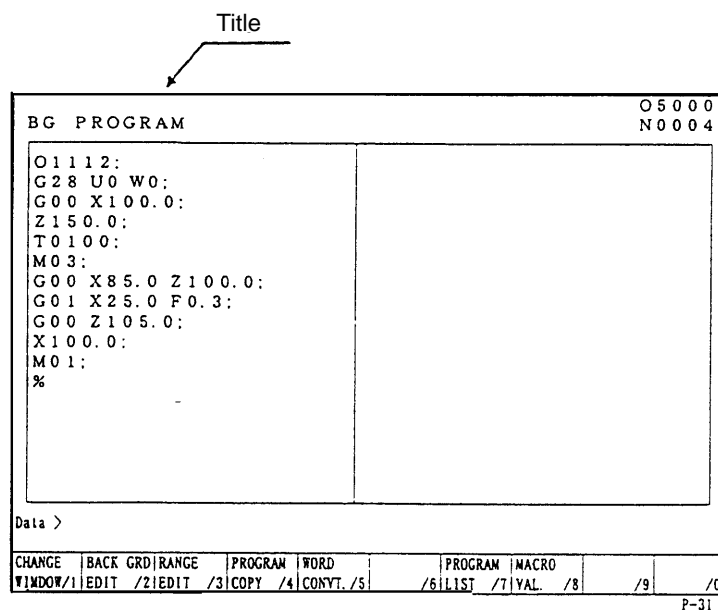 Title
O5000
BG PROGRAM
N0004
O1112;
G28 U0 W0;
G00 X100.0;
Z150.0;
T0100;
M03;
G00 X85.0 Z100.0;
G01 X25.0 F0.3;
G00 Z105.0;
X100.0;
M01;
%
Data >
CHANGE BACK GRD RANGE PROGRAM WORD PROGRAM MACRO
WINDOW/1 EDIT /2 EDIT /3 COPY /4 CONVT./5 /6 LIST /7 VAL. /8 /9 /0
P-31